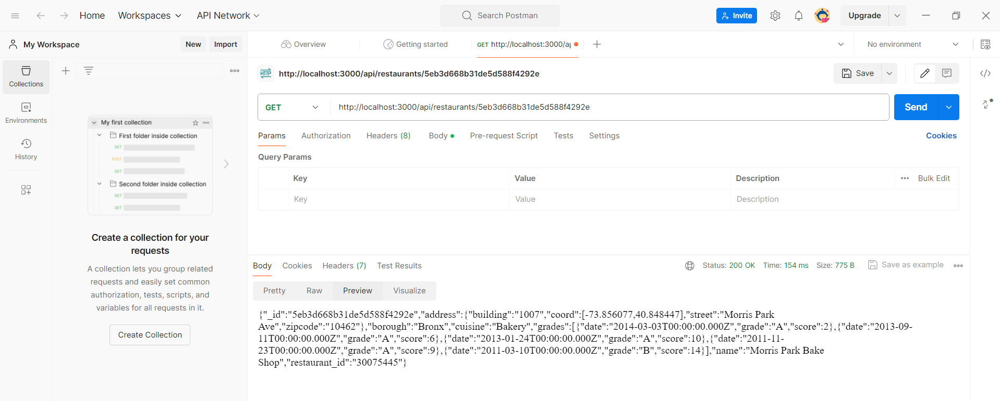 Home Workspaces API Network Search Postman Invite Upgrade
My Workspace New Import Overview Getting started GET http://localhost:3000/ap No environment
Collections
Environments
History
My first collection
First folder inside collection
GET
POST
GET
Second folder inside collection
GET
GET
Create a collection for your
requests
A collection lets you group related
requests and easily set common
authorization, tests, scripts, and
variables for all requests in it.
Create Collection
HTTP http://localhost:3000/api/restaurants/5eb3d668b31de5d588f4292e Save
GET http://localhost:3000/api/restaurants/5eb3d668b31de5d588f4292e Send
Params Authorization Headers (8) Body Pre-request Script Tests Settings Cookies
Query Params
Key Value Description Bulk Edit
Key Value Description
Body Cookies Headers (7) Test Results Status: 200 OK Time: 154 ms Size: 775 B Save as example
Pretty Raw Preview Visualize
{"_id":"5eb3d668b31de5d588f4292e","address":{"building":"1007","coord":[-73.856077,40.848447],"street":"Morris Park
Ave","zipcode":"10462"},"borough":"Bronx","cuisine":"Bakery","grades":[{"date":"2014-03-03T00:00:00.000Z","grade":"A","score":2},{"date":"2013-09-
11T00:00:00.000Z","grade":"A","score":6},{"date":"2013-01-24T00:00:00.000Z","grade":"A","score":10},{"date":"2011-11-
23T00:00:00.000Z","grade":"A","score":9},{"date":"2011-03-10T00:00:00.000Z","grade":"B","score":14}],"name":"Morris Park Bake
Shop","restaurant_id":"30075445"}